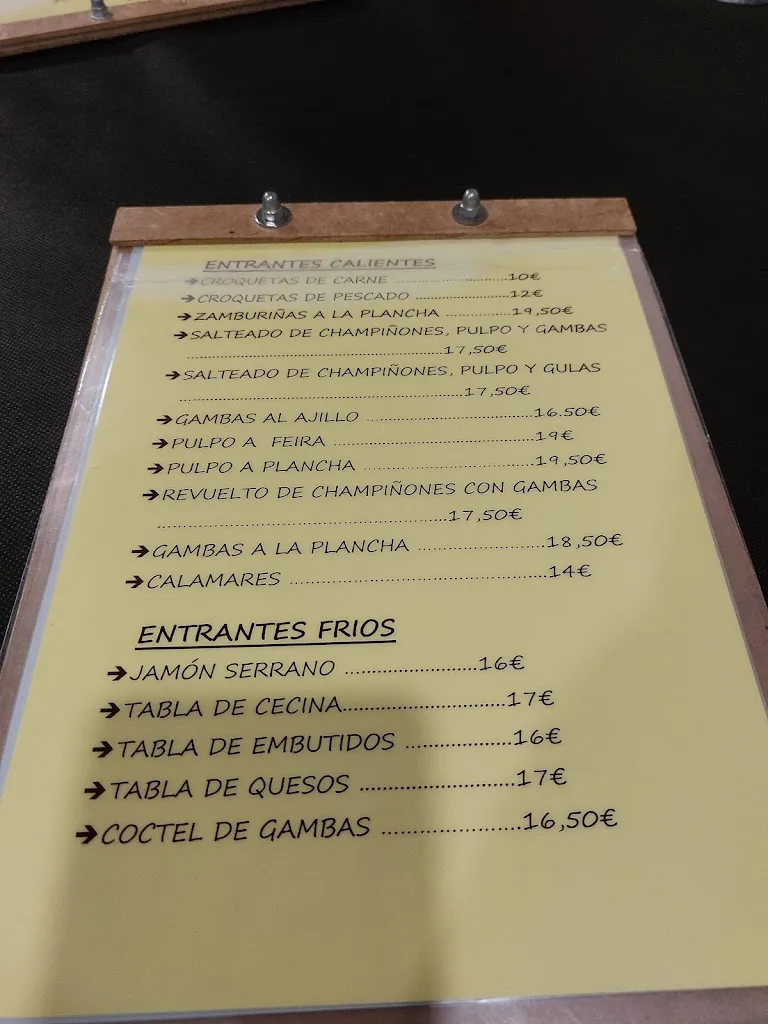 ENTRANTES CALIENTES
➔CROQUETAS DE CARNE ..............................10€
➔CROQUETAS DE PESCADO ..........................12€
➔ZAMBURIÑAS A LA PLANCHA ................19,50€
➔SALTEADO DE CHAMPIÑONES, PULPO Y GAMBAS
......................................................17,50€
➔SALTEADO DE CHAMPIÑONES, PULPO Y GULAS
............................................................17,50€
➔GAMBAS AL AJILLO ....................................16.50€
➔PULPO A FEIRA ............................................19€
➔PULPO A PLANCHA .....................................19,50€
➔REVUELTO DE CHAMPIÑONES CON GAMBAS
............................................................17,50€
➔GAMBAS A LA PLANCHA ..........................18,50€
➔CALAMARES .................................................14€
ENTRANTES FRIOS
➔JAMÓN SERRANO ........................16€
➔TABLA DE CECINA.............................17€
➔TABLA DE EMBUTIDOS ...................16€
➔TABLA DE QUESOS ............................17€
➔COCTEL DE GAMBAS .......................16,50€